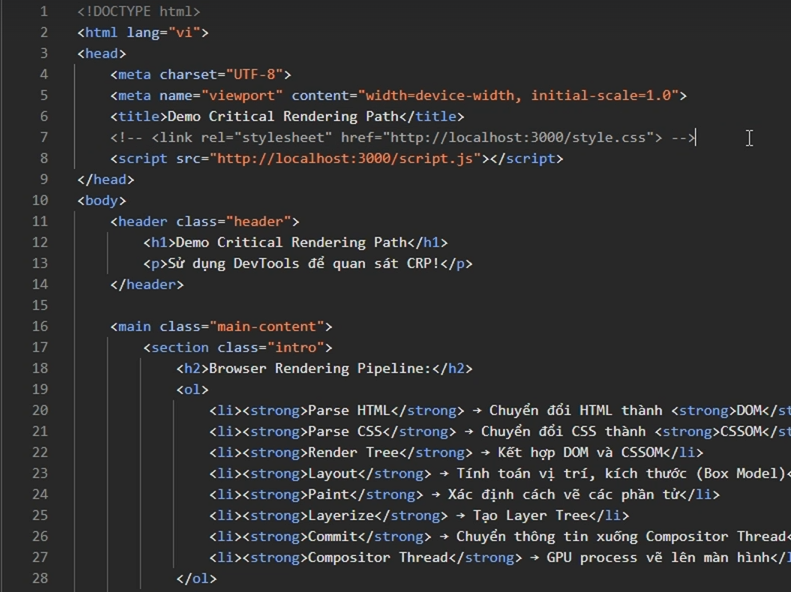 1 <!DOCTYPE html>
2 <html lang="vi">
3 <head>
4 <meta charset="UTF-8">
5 <meta name="viewport" content="width=device-width, initial-scale=1.0">
6 <title>Demo Critical Rendering Path</title>
7 <!-- <link rel="stylesheet" href="http://localhost:3000/style.css"> -->
8 <script src="http://localhost:3000/script.js"></script>
9 </head>
10 <body>
11 <header class="header">
12 <h1>Demo Critical Rendering Path</h1>
13 <p>Sử dụng DevTools để quan sát CRP!</p>
14 </header>
15
16 <main class="main-content">
17 <section class="intro">
18 <h2>Browser Rendering Pipeline:</h2>
19 <ol>
20 <li><strong>Parse HTML</strong> → Chuyển đổi HTML thành <strong>DOM</st
21 <li><strong>Parse CSS</strong> → Chuyển đổi CSS thành <strong>CSSOM</st
22 <li><strong>Render Tree</strong> → Kết hợp DOM và CSSOM</li>
23 <li><strong>Layout</strong> → Tính toán vị trí, kích thước (Box Model)<
24 <li><strong>Paint</strong> → Xác định cách vẽ các phần tử</li>
25 <li><strong>Layerize</strong> → Tạo Layer Tree</li>
26 <li><strong>Commit</strong> → Chuyển thông tin xuống Compositor Thread<
27 <li><strong>Compositor Thread</strong> → GPU process vẽ lên màn hình</l
28 </ol>